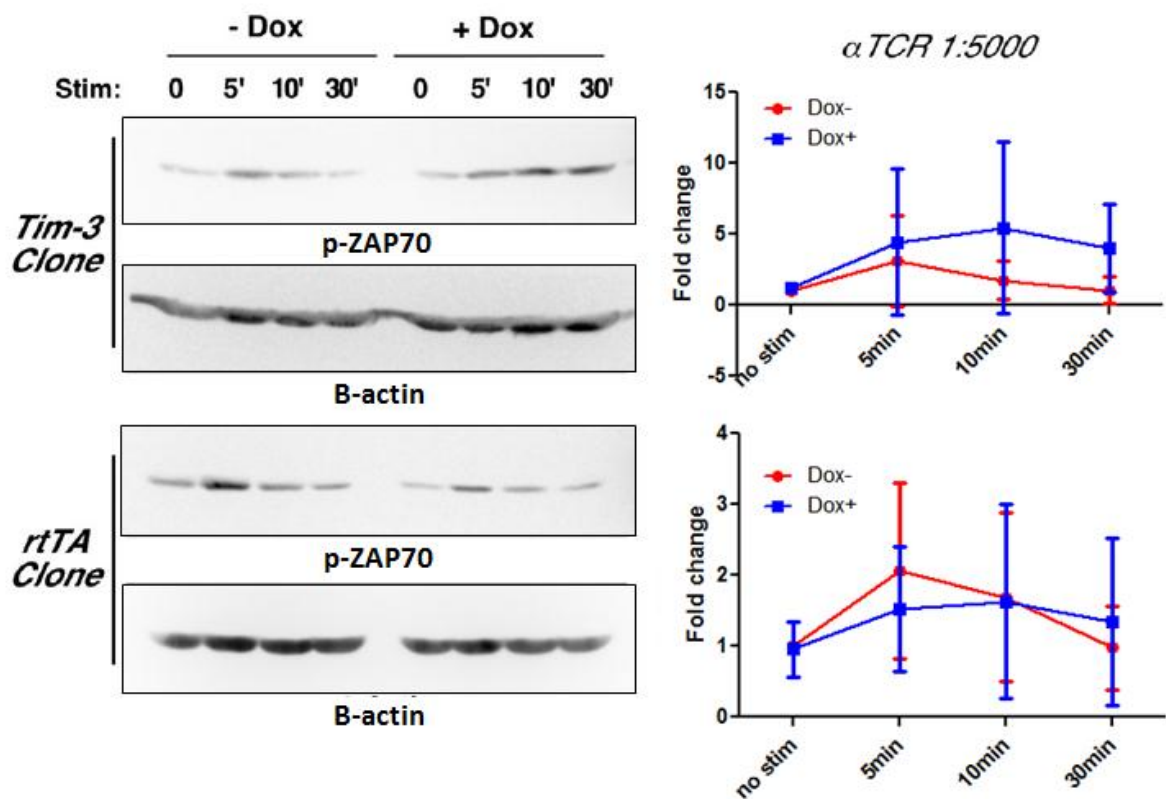 - Dox + Dox
Stim: 0 5' 10' 30' 0 5' 10' 30'
Tim-3
Clone
p-ZAP70
B-actin
rtTA
Clone
p-ZAP70
B-actin
αTCR 1:5000
Fold change
15
10
5
0
-5
Dox-
Dox+
no stim 5min 10min 30min
Fold change
4
3
2
1
0
Dox-
Dox+
no stim 5min 10min 30min